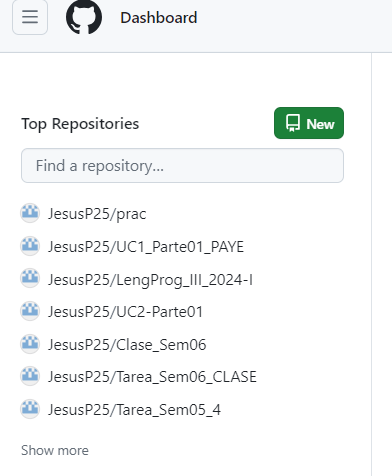 Dashboard
Top Repositories
New
Find a repository...
JesusP25/prac
JesusP25/UC1_Parte01_PAYE
JesusP25/LengProg_III_2024-I
JesusP25/UC2-Parte01
JesusP25/Clase_Sem06
JesusP25/Tarea_Sem06_CLASE
JesusP25/Tarea_Sem05_4
Show more